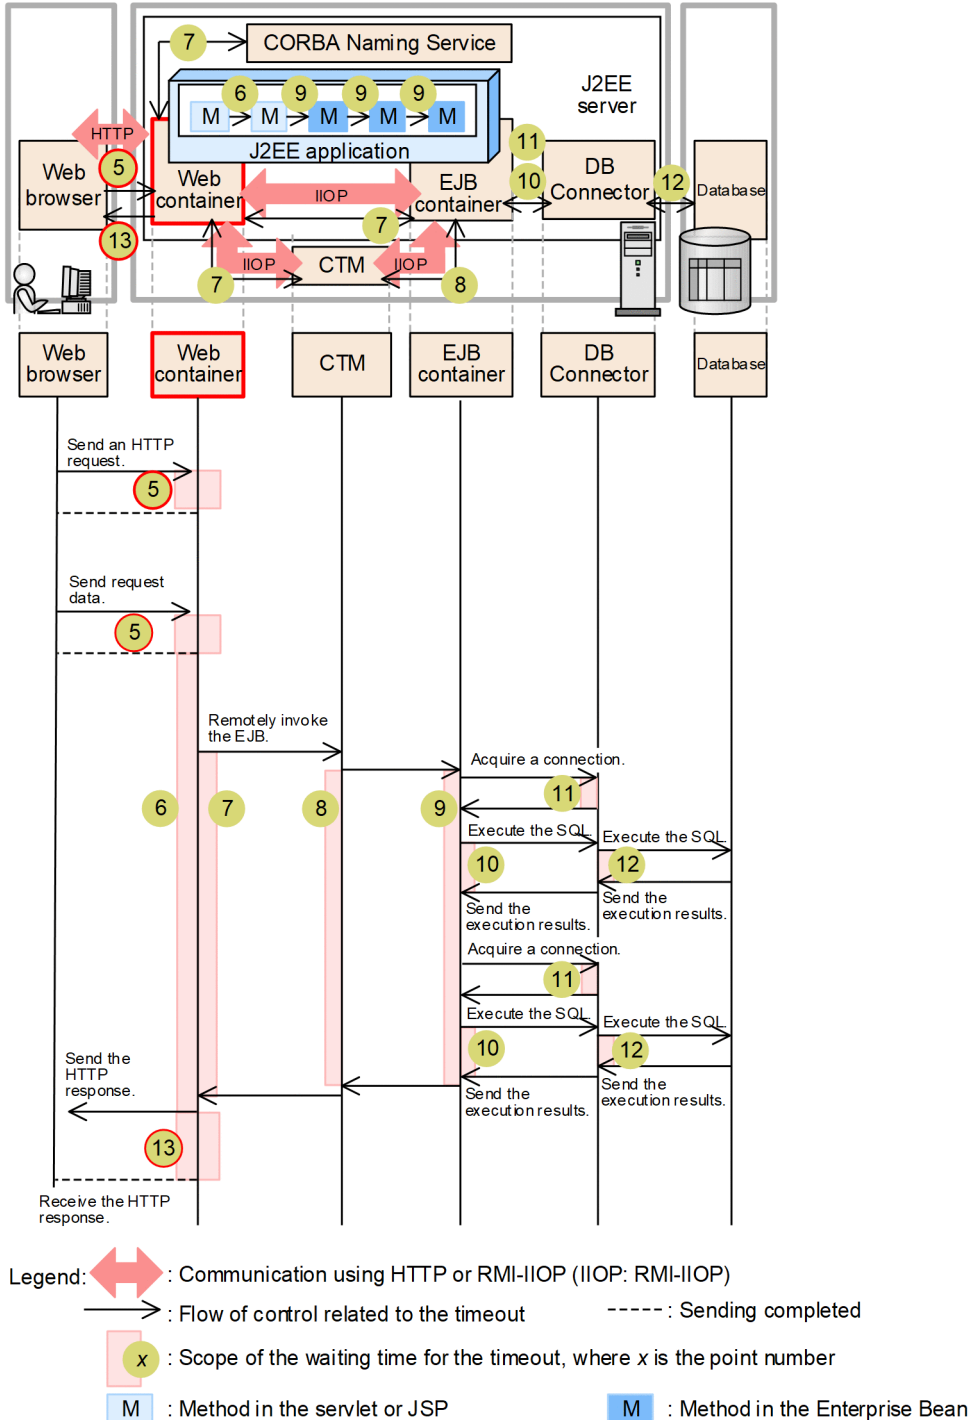 7
CORBA Naming Service
6
9
9
9
M
M
M
M
M
J2EE application
J2EE
server
HTTP
5
Web
browser
13
Web
container
IIOP
7
EJB
container
11
10
DB
Connector
12
Database
7
IIOP
CTM
IIOP
8
Web
browser
Web
container
CTM
EJB
container
DB
Connector
Database
Send an HTTP
request.
5
Send request
data.
5
Remotely invoke
the EJB.
Acquire a connection.
11
6
7
8
9
Execute the SQL.
Execute the SQL.
10
12
Send the
execution results.
Send the
execution results.
Acquire a connection.
11
Execute the SQL.
Execute the SQL.
10
12
Send the
HTTP
response.
Send the
execution results.
Send the
execution results.
13
Receive the HTTP
response.
Legend:
: Communication using HTTP or RMI-IIOP (IIOP: RMI-IIOP)
: Flow of control related to the timeout
: Sending completed
x
: Scope of the waiting time for the timeout, where x is the point number
M
: Method in the servlet or JSP
M
: Method in the Enterprise Bean